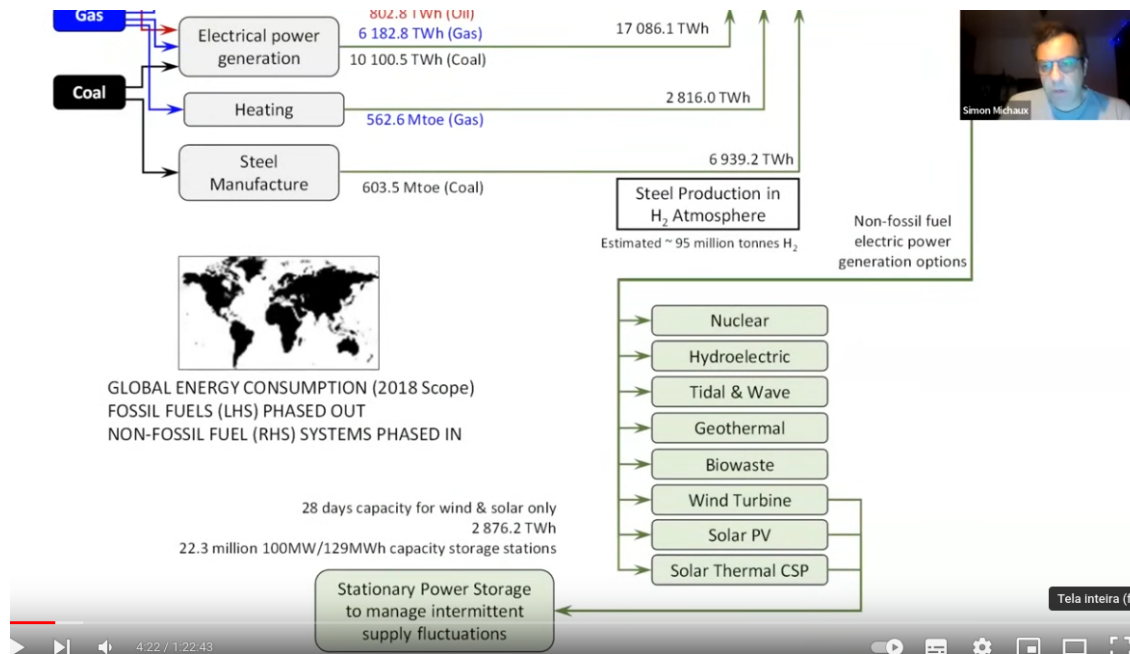 Gas
802.8 TWh (Oil)
Electrical power
generation
6 182.8 TWh (Gas)
10 100.5 TWh (Coal)
17 086.1 TWh
Coal
Heating
562.6 Mtoe (Gas)
2 816.0 TWh
Steel
Manufacture
603.5 Mtoe (Coal)
6 939.2 TWh
Simon Michaux
Steel Production in
H₂ Atmosphere
Estimated ~ 95 million tonnes H₂
Non-fossil fuel
electric power
generation options
Nuclear
Hydroelectric
Tidal & Wave
Geothermal
Biowaste
Wind Turbine
Solar PV
Solar Thermal CSP
GLOBAL ENERGY CONSUMPTION (2018 Scope)
FOSSIL FUELS (LHS) PHASED OUT
NON-FOSSIL FUEL (RHS) SYSTEMS PHASED IN
28 days capacity for wind & solar only
2 876.2 TWh
22.3 million 100MW/129MWh capacity storage stations
Stationary Power Storage
to manage intermittent
supply fluctuations
Tela inteira (f
4:22 / 1:22:43